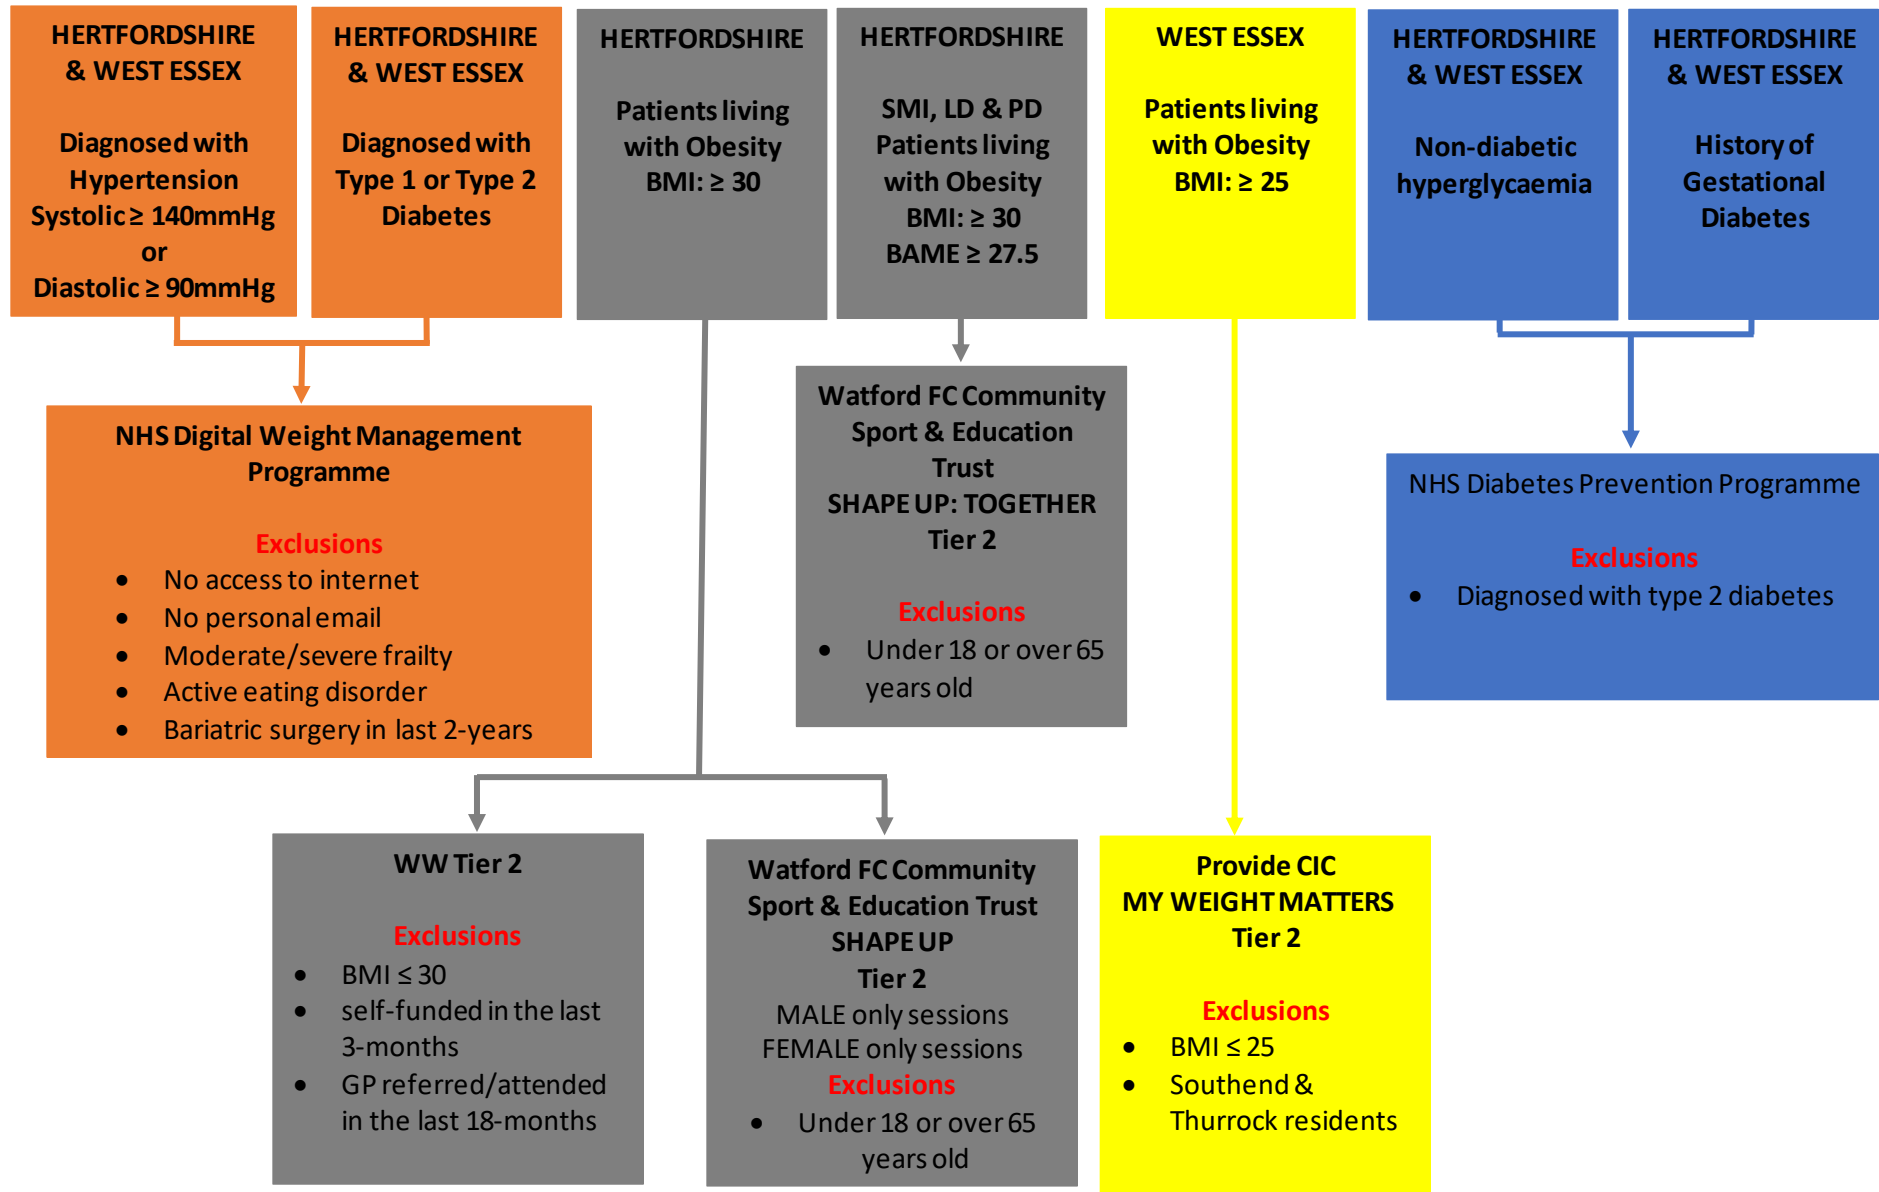 HERTFORDSHIRE
& WEST ESSEX
Diagnosed with
Hypertension
Systolic ≥ 140mmHg
or
Diastolic ≥ 90mmHg
HERTFORDSHIRE
& WEST ESSEX
Diagnosed with
Type 1 or Type 2
Diabetes
HERTFORDSHIRE
Patients living
with Obesity
BMI: ≥ 30
HERTFORDSHIRE
SMI, LD & PD
Patients living
with Obesity
BMI: ≥ 30
BAME ≥ 27.5
WEST ESSEX
Patients living
with Obesity
BMI: ≥ 25
HERTFORDSHIRE
& WEST ESSEX
Non-diabetic
hyperglycaemia
HERTFORDSHIRE
& WEST ESSEX
History of
Gestational
Diabetes
NHS Digital Weight Management
Programme
Exclusions
• No access to internet
• No personal email
• Moderate/severe frailty
• Active eating disorder
• Bariatric surgery in last 2-years
Watford FC Community
Sport & Education
Trust
SHAPE UP: TOGETHER
Tier 2
Exclusions
• Under 18 or over 65
years old
NHS Diabetes Prevention Programme
Exclusions
• Diagnosed with type 2 diabetes
WW Tier 2
Exclusions
• BMI ≤ 30
• self-funded in the last
3-months
• GP referred/attended
in the last 18-months
Watford FC Community
Sport & Education Trust
SHAPE UP
Tier 2
MALE only sessions
FEMALE only sessions
Exclusions
• Under 18 or over 65
years old
Provide CIC
MY WEIGHT MATTERS
Tier 2
Exclusions
• BMI ≤ 25
• Southend &
Thurrock residents